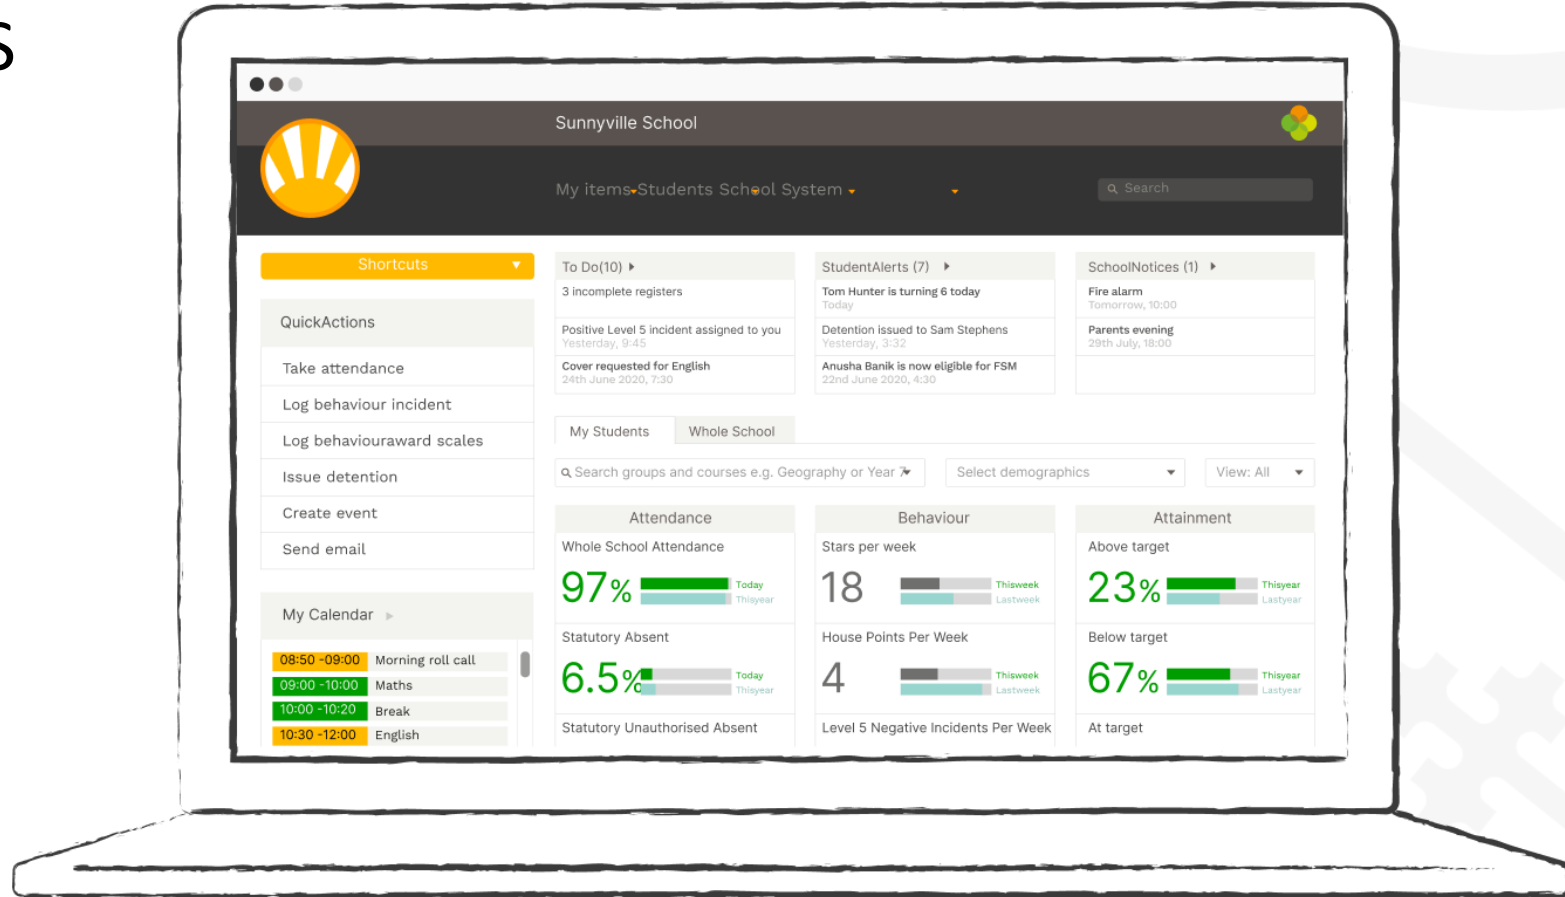 S
Sunnyville School
My items Students School System
Search
Shortcuts
QuickActions
Take attendance
Log behaviour incident
Log behaviouraward scales
Issue detention
Create event
Send email
My Calendar
08:50 -09:00 Morning roll call
09:00 -10:00 Maths
10:00 -10:20 Break
10:30 -12:00 English
To Do(10)
3 incomplete registers
Positive Level 5 incident assigned to you
Yesterday, 9:45
Cover requested for English
24th June 2020, 7:30
StudentAlerts (7)
Tom Hunter is turning 6 today
Today
Detention issued to Sam Stephens
Yesterday, 3:32
Anusha Banik is now eligible for FSM
22nd June 2020, 4:30
SchoolNotices (1)
Fire alarm
Tomorrow, 10:00
Parents evening
29th July, 18:00
My Students
Whole School
Search groups and courses e.g. Geography or Year 7
Select demographics
View: All
Attendance
Whole School Attendance
97%
Today
Thisyear
Statutory Absent
6.5%
Today
Thisyear
Statutory Unauthorised Absent
Behaviour
Stars per week
18
Thisweek
Lastweek
House Points Per Week
4
Thisweek
Lastweek
Level 5 Negative Incidents Per Week
Attainment
Above target
23%
Thisyear
Lastyear
Below target
67%
Thisyear
Lastyear
At target